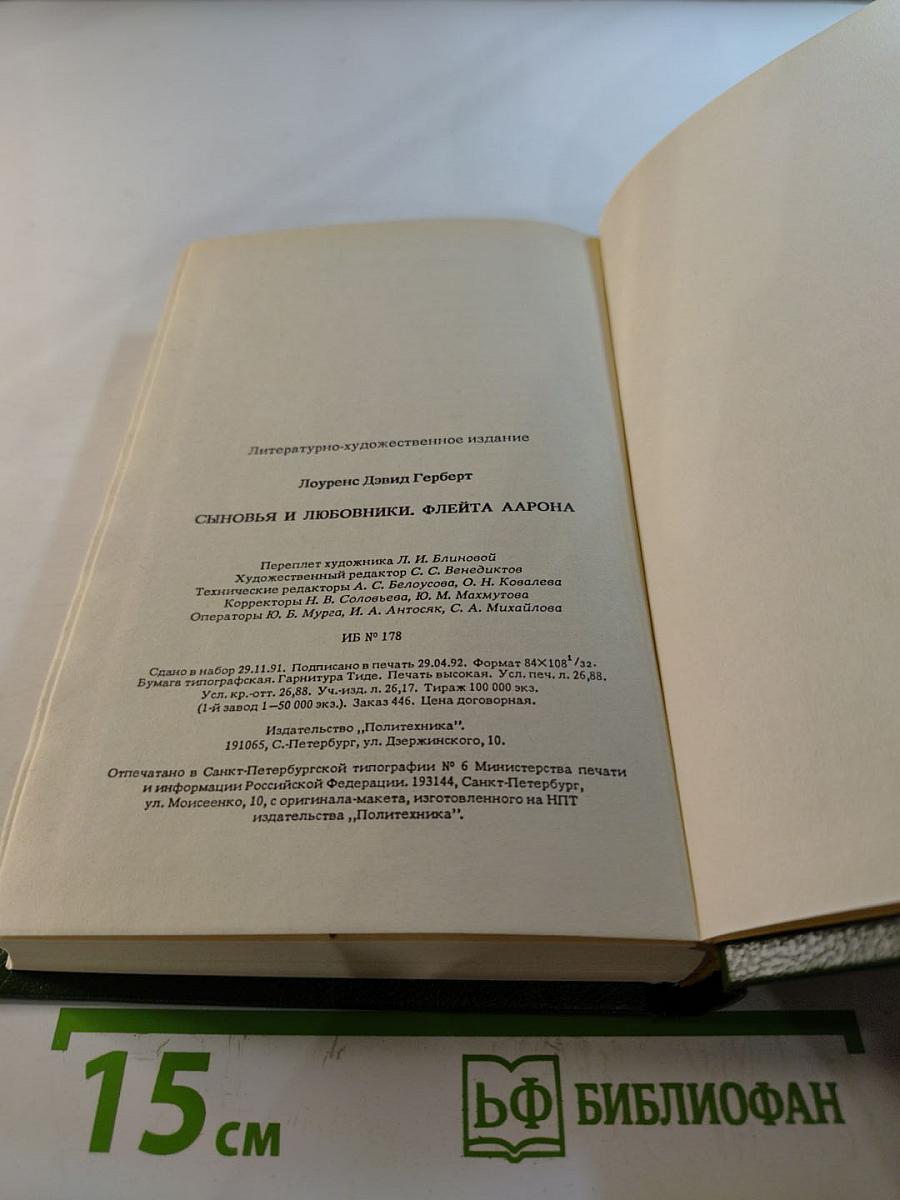 Литературно-художественное издание
Лоуренс Дэвид Герберт
СЫНОВЬЯ И ЛЮБОВНИКИ. ФЛЕЙТА ААРОНА
Переплет художника Л. И. Блиновой
Художественный редактор С. С. Венедиктов
Технические редакторы А. С. Белоусова, О. Н. Ковалева
Корректоры Н. В. Соловьева, Ю. М. Махмутова
Операторы Ю. Б. Мурга, И. А. Антосяк, С. А. Михайлова
ИБ № 178
Сдано в набор 29.11.91. Подписано в печать 29.04.92. Формат 84×108¹/₃₂.
Бумага типографская. Гарнитура Тиде. Печать высокая. Усл. печ. л. 26,88.
Усл. кр.-отт. 26,88. Уч.-изд. л. 26,17. Тираж 100 000 экз.
(1-й завод 1—50 000 экз.). Заказ 446. Цена договорная.
Издательство „Политехника".
191065, С.-Петербург, ул. Дзержинского, 10.
Отпечатано в Санкт-Петербургской типографии № 6 Министерства печати
и информации Российской Федерации. 193144, Санкт-Петербург,
ул. Моисеенко, 10, с оригинала-макета, изготовленного на НПТ
издательства „Политехника".
15 см
БФ БИБЛИОФАН